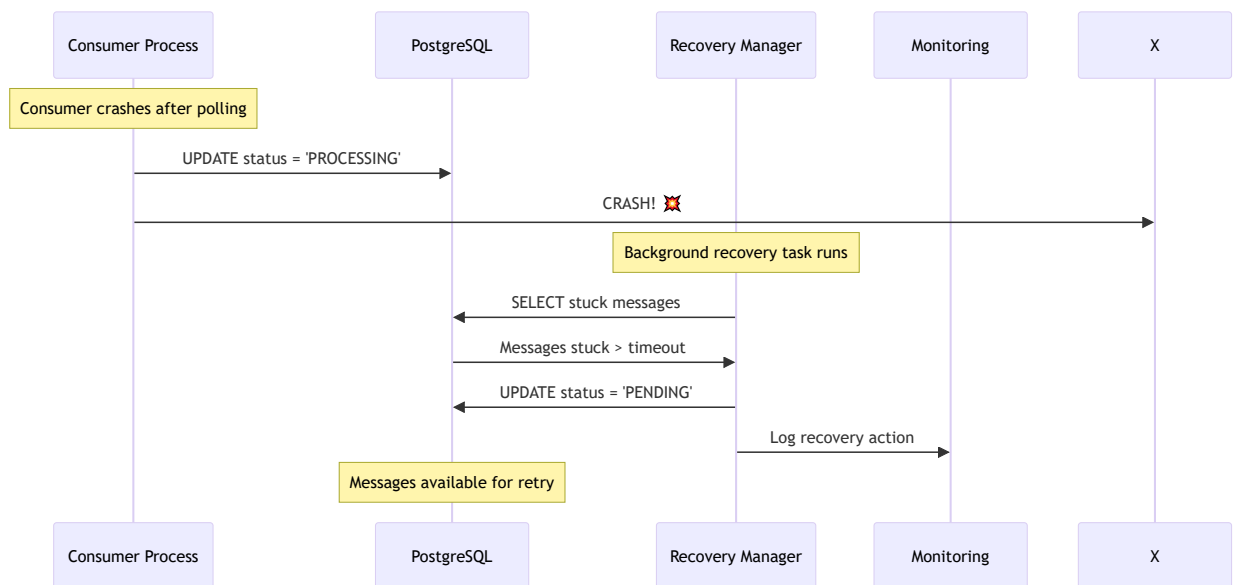 Consumer Process
PostgreSQL
Recovery Manager
Monitoring
X
Consumer crashes after polling
UPDATE status = 'PROCESSING'
CRASH! 💥
Background recovery task runs
SELECT stuck messages
Messages stuck > timeout
UPDATE status = 'PENDING'
Log recovery action
Messages available for retry
Consumer Process
PostgreSQL
Recovery Manager
Monitoring
X